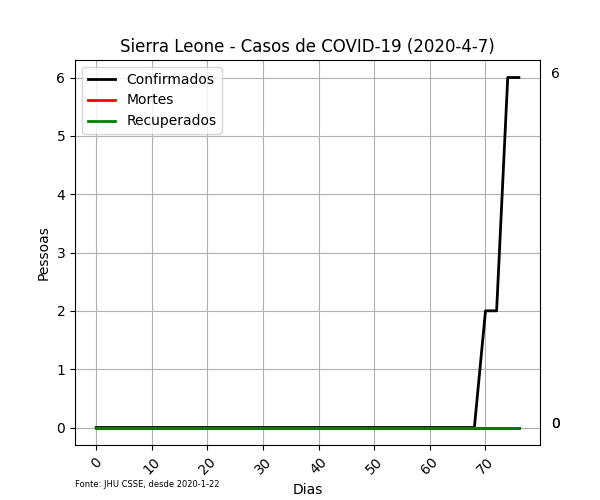 Sierra Leone - Casos de COVID-19 (2020-4-7)
Confirmados
Mortes
Recuperados
Pessoas
6
5
4
3
2
1
0
6
0
0 10 20 30 40 50 60 70
Dias
Fonte: JHU CSSE, desde 2020-1-22